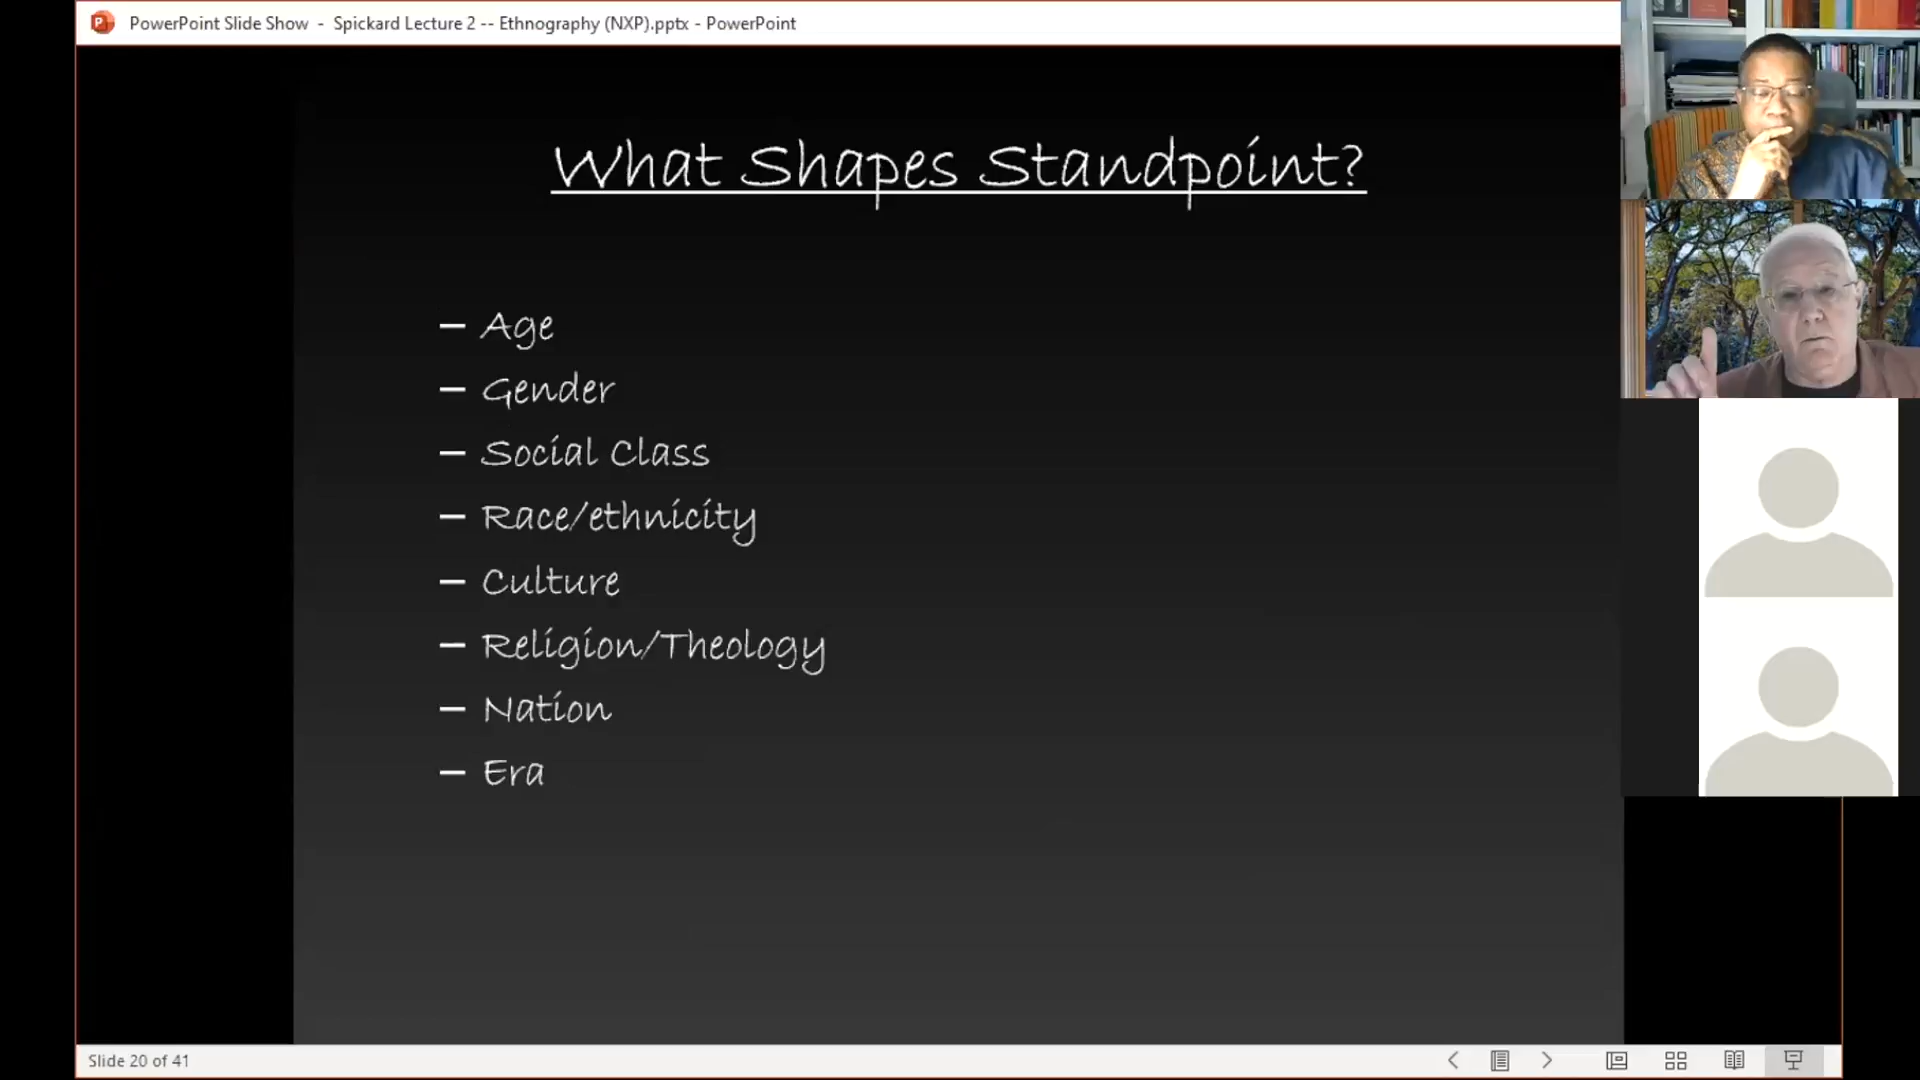 PowerPoint Slide Show - Spickard Lecture 2 -- Ethnography (NXP).pptx - PowerPoint
What Shapes Standpoint?
– Age
– Gender
– Social Class
– Race/ethnicity
– Culture
– Religion/Theology
– Nation
– Era
Slide 20 of 41